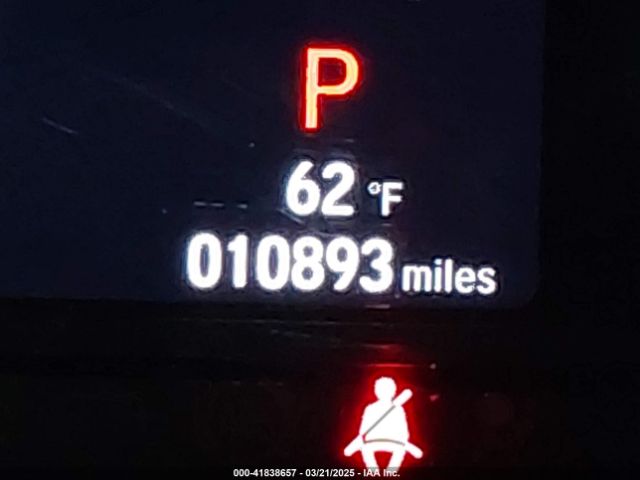 P
62 °F
010893 miles
000-41838657 - 03/21/2025 - IAA Inc.